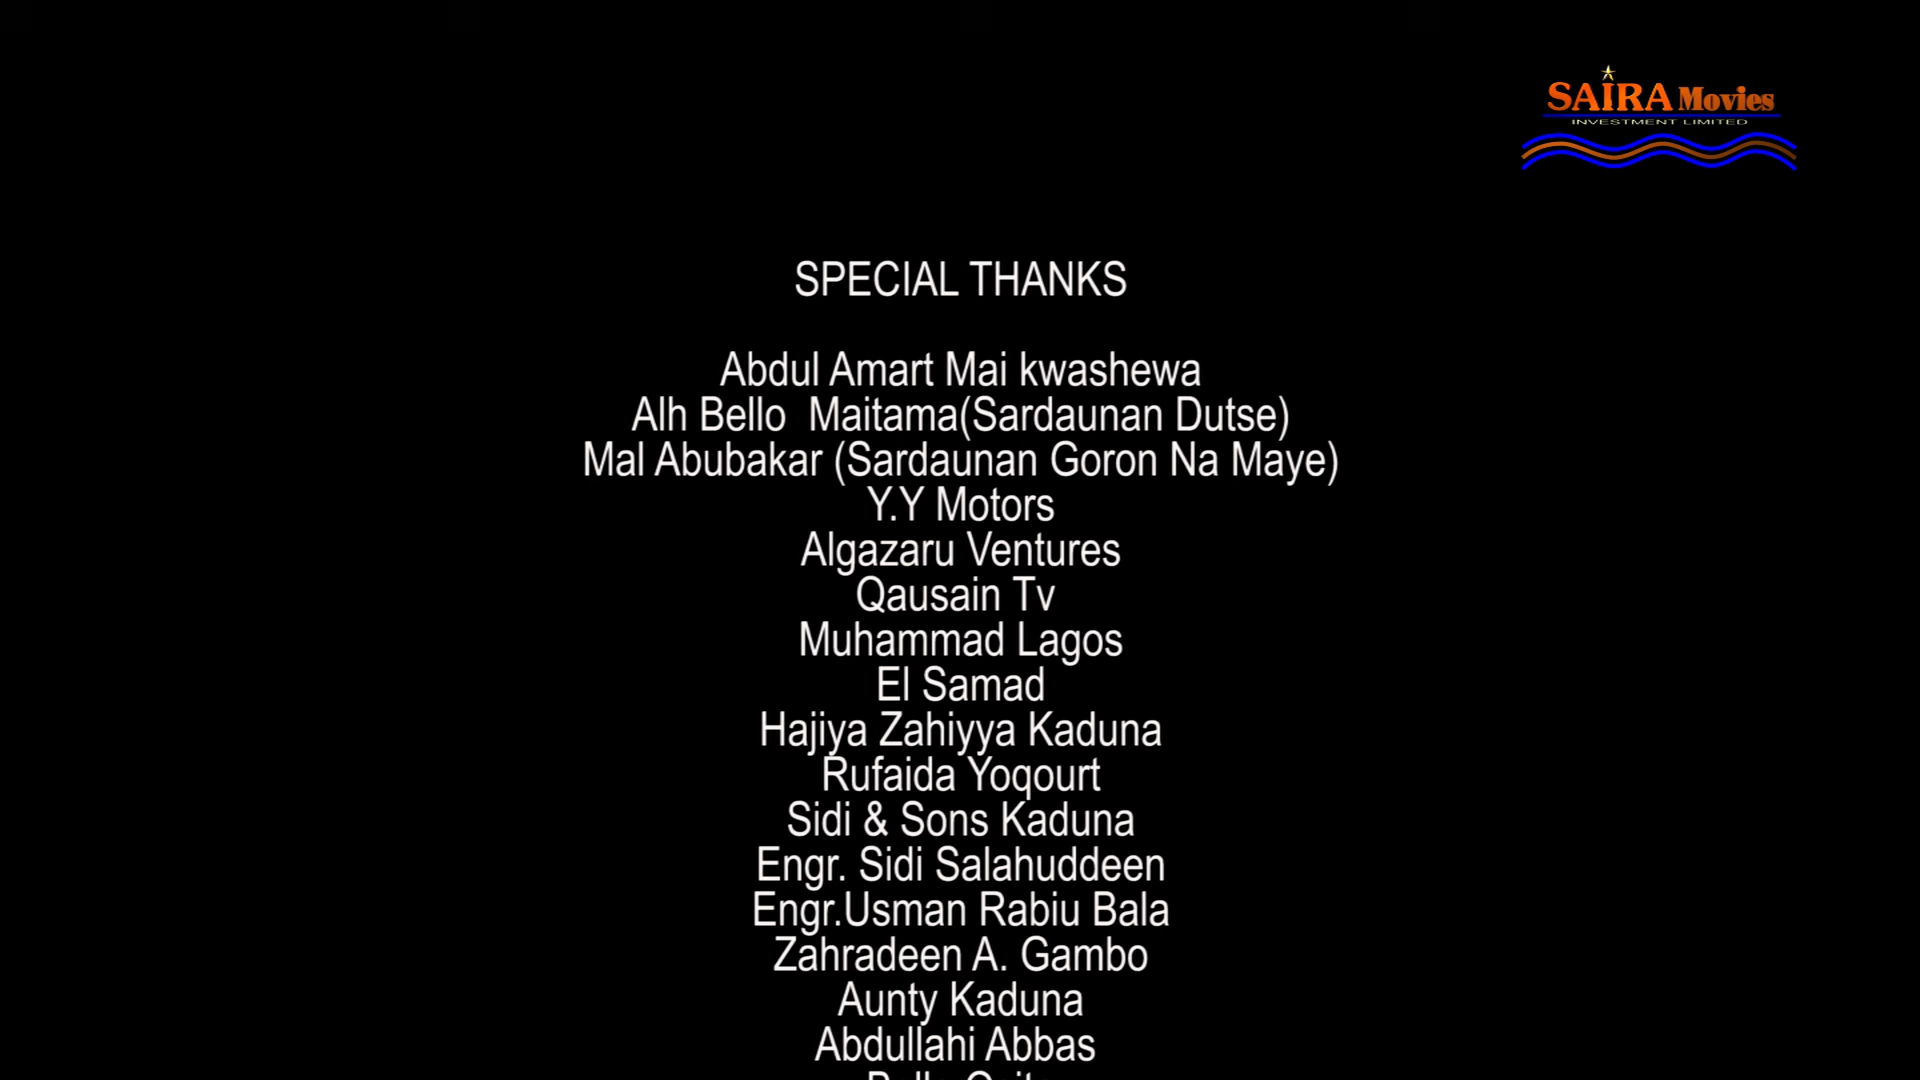 SAIRA Movies
INVESTMENT LIMITED
SPECIAL THANKS
Abdul Amart Mai kwashewa
Alh Bello  Maitama(Sardaunan Dutse)
Mal Abubakar (Sardaunan Goron Na Maye)
Y.Y Motors
Algazaru Ventures
Qausain Tv
Muhammad Lagos
El Samad
Hajiya Zahiyya Kaduna
Rufaida Yoqourt
Sidi & Sons Kaduna
Engr. Sidi Salahuddeen
Engr.Usman Rabiu Bala
Zahradeen A. Gambo
Aunty Kaduna
Abdullahi Abbas